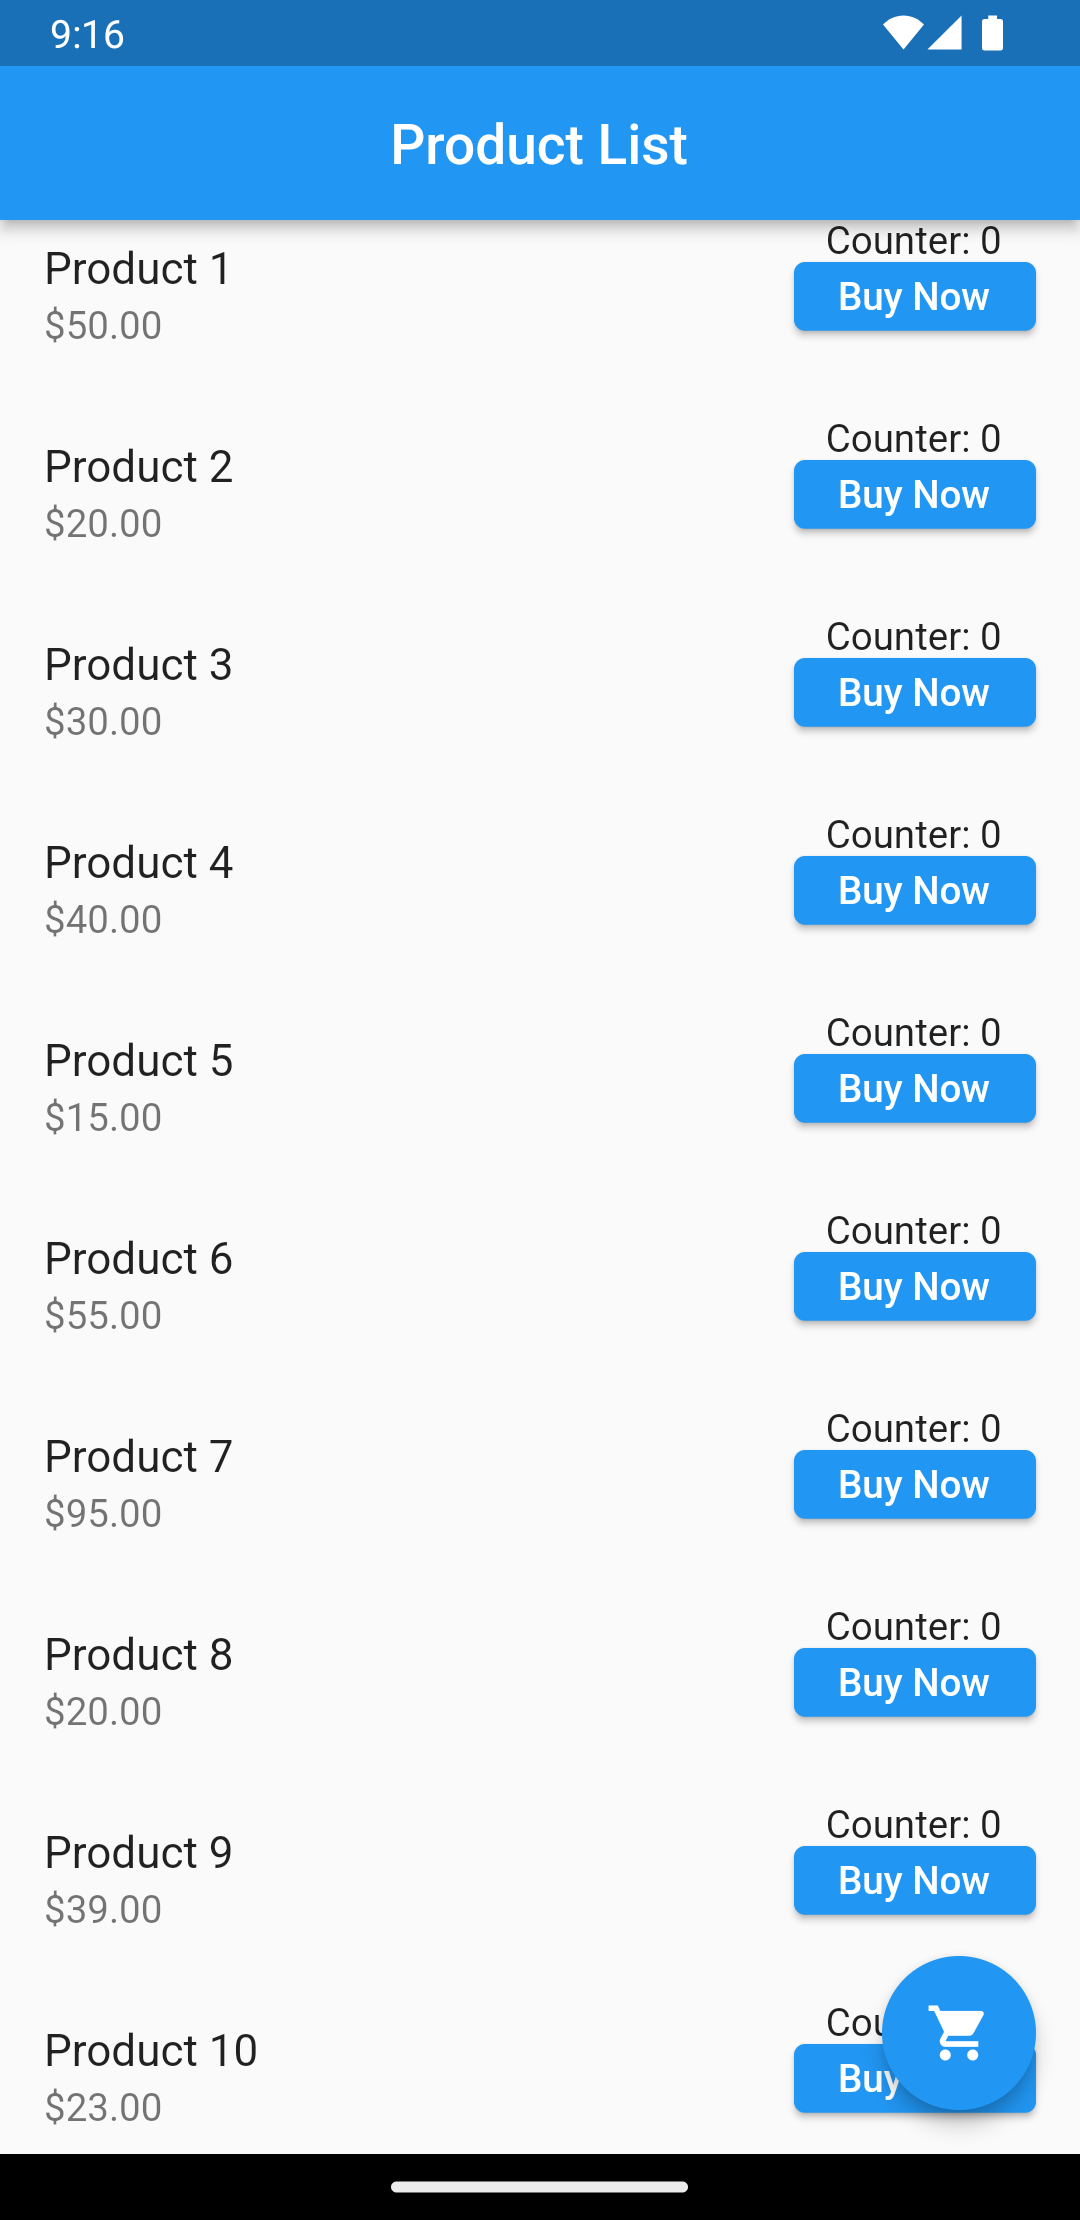 9:16
Product List
Counter: 0
Product 1
Buy Now
$50.00
Counter: 0
Product 2
Buy Now
$20.00
Counter: 0
Product 3
Buy Now
$30.00
Counter: 0
Product 4
Buy Now
$40.00
Counter: 0
Product 5
Buy Now
$15.00
Counter: 0
Product 6
Buy Now
$55.00
Counter: 0
Product 7
Buy Now
$95.00
Counter: 0
Product 8
Buy Now
$20.00
Counter: 0
Product 9
Buy Now
$39.00
Product 10
Buy
$23.00